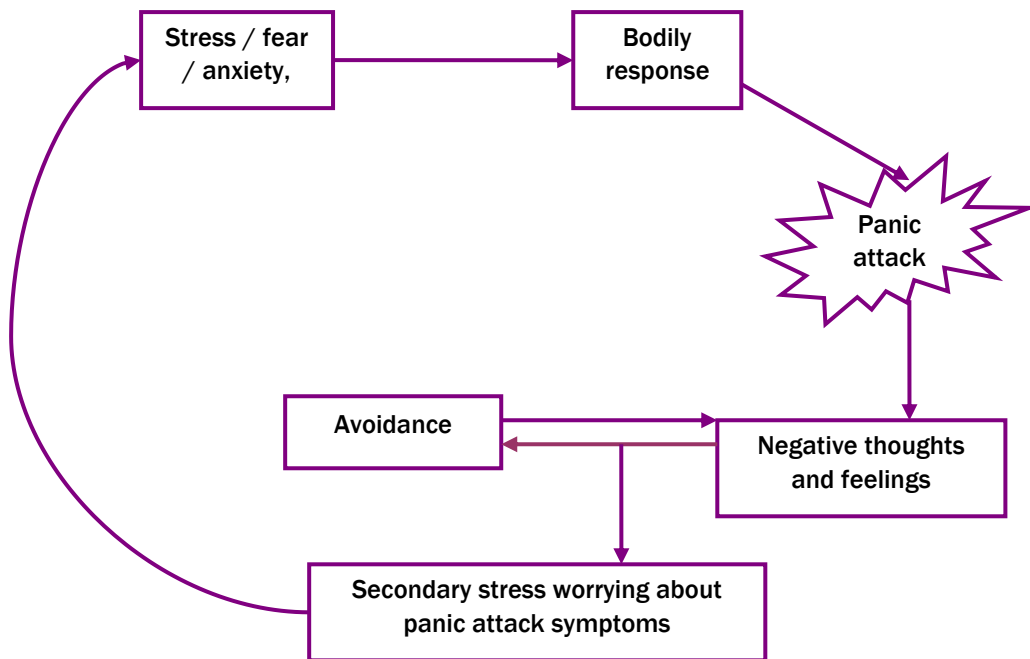 Stress / fear
/ anxiety,
Bodily
response
Panic
attack
Avoidance
Negative thoughts
and feelings
Secondary stress worrying about
panic attack symptoms